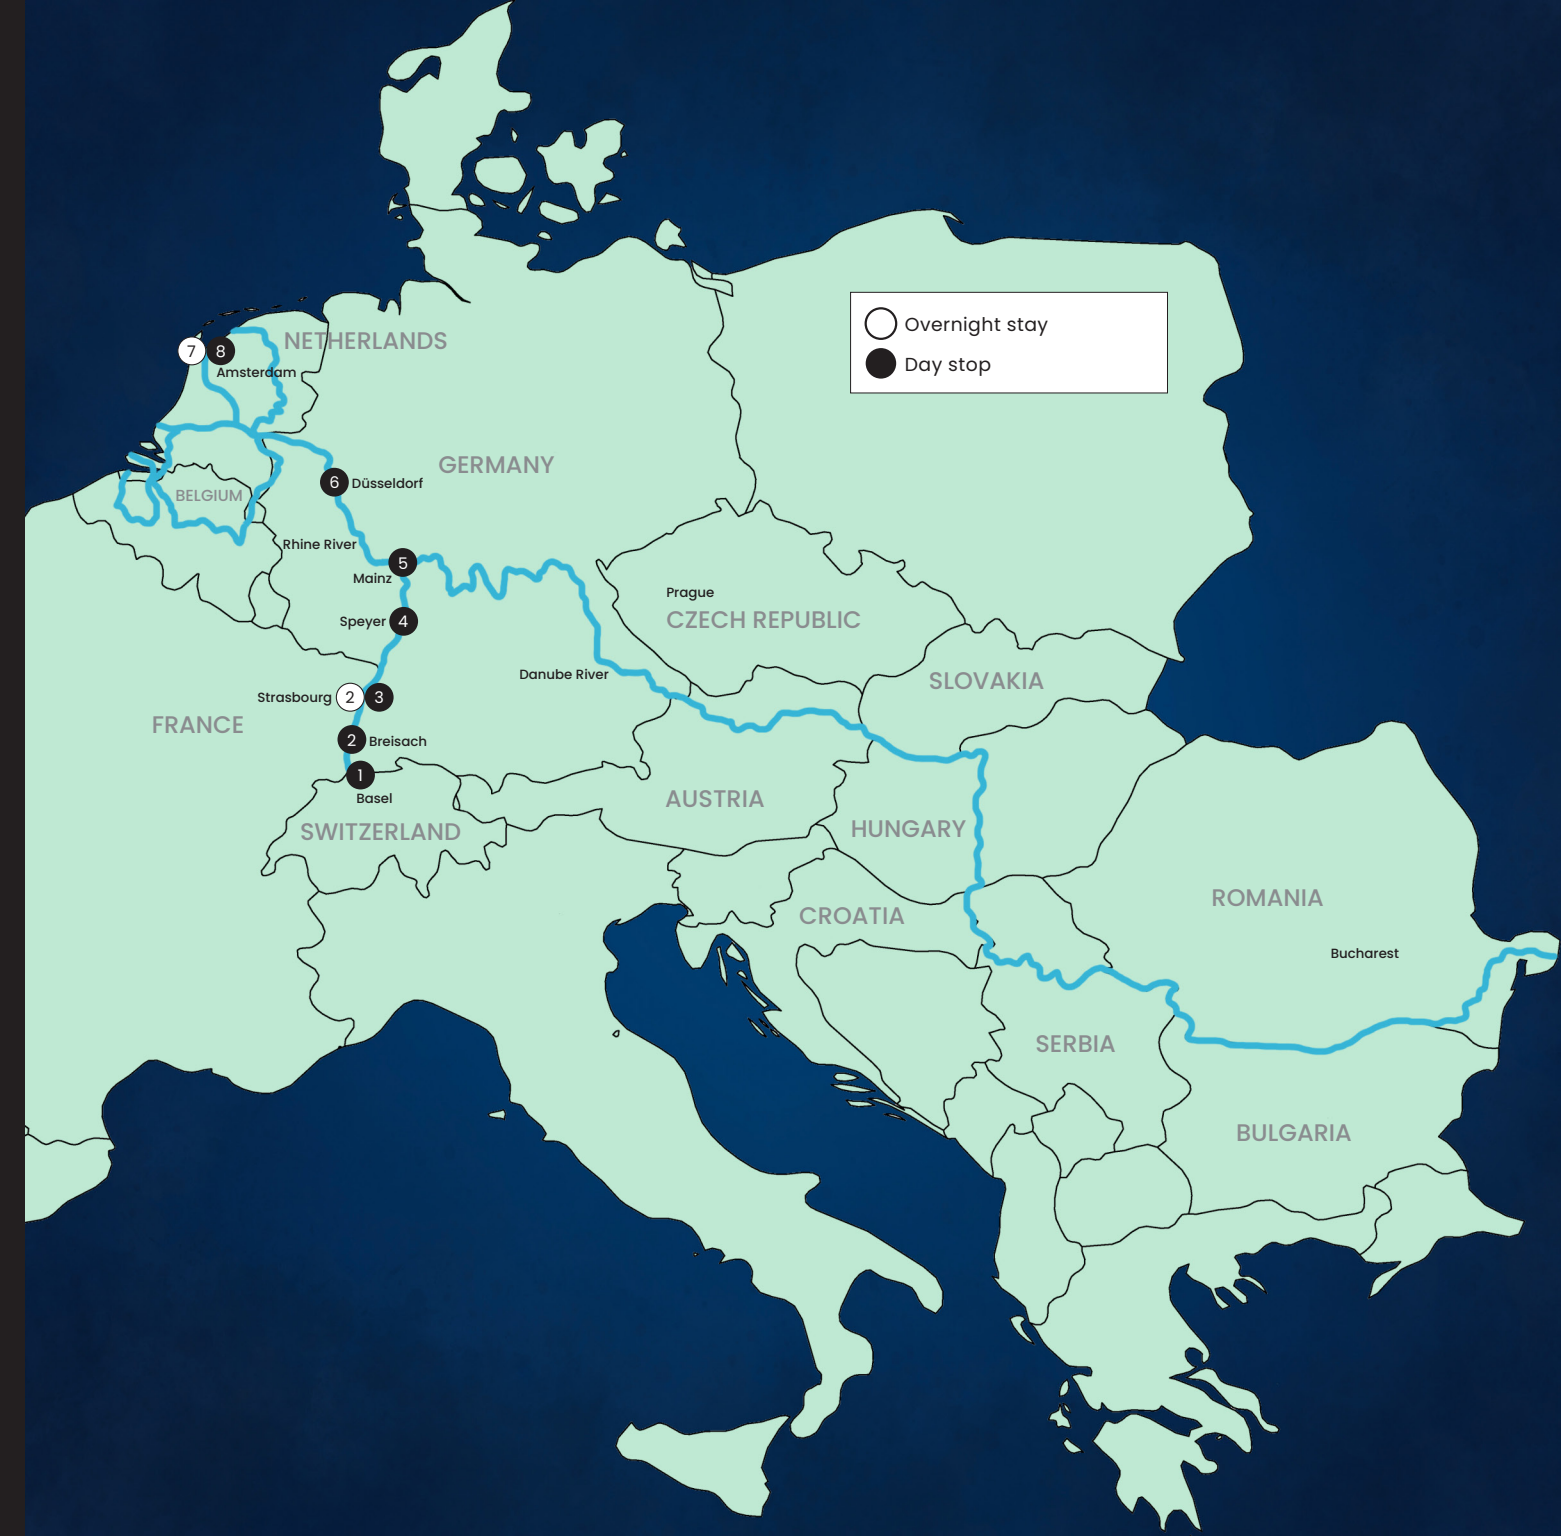 Overnight stay
Day stop
NETHERLANDS
7
8
Amsterdam
GERMANY
6
Düsseldorf
BELGIUM
Rhine River
5
Mainz
Prague
CZECH REPUBLIC
Speyer
4
Danube River
SLOVAKIA
Strasbourg
2
3
FRANCE
2
Breisach
1
Basel
AUSTRIA
SWITZERLAND
HUNGARY
ROMANIA
CROATIA
Bucharest
SERBIA
BULGARIA